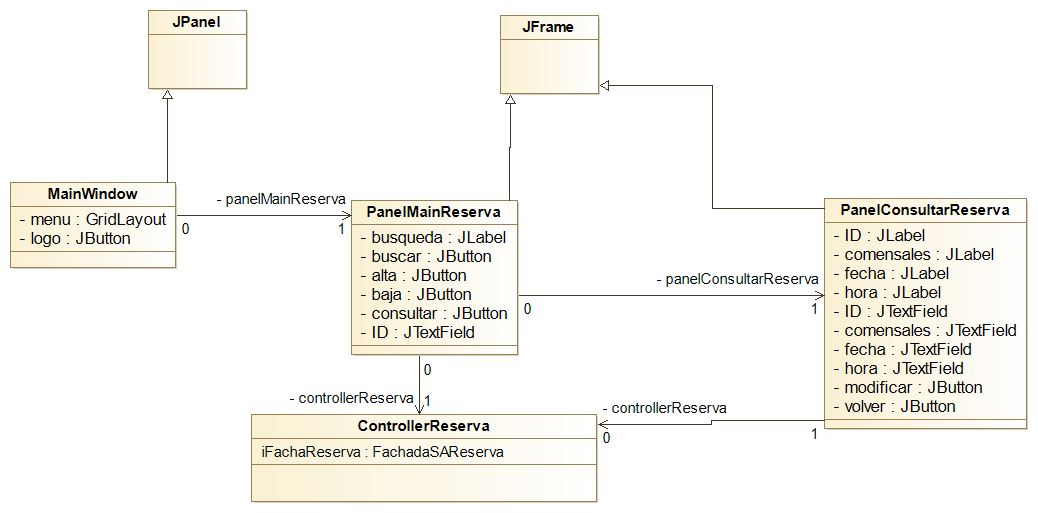 JPanel
JFrame
MainWindow
- menu : GridLayout
- logo : JButton
- panelMainReserva
0
1
PanelMainReserva
- busqueda : JLabel
- buscar : JButton
- alta : JButton
- baja : JButton
- consultar : JButton
- ID : JTextField
- panelConsultarReserva
0
1
PanelConsultarReserva
- ID : JLabel
- comensales : JLabel
- fecha : JLabel
- hora : JLabel
- ID : JTextField
- comensales : JTextField
- fecha : JTextField
- hora : JTextField
- modificar : JButton
- volver : JButton
0
- controllerReserva
1
- controllerReserva
0
1
ControllerReserva
iFachaReserva : FachadaSAReserva